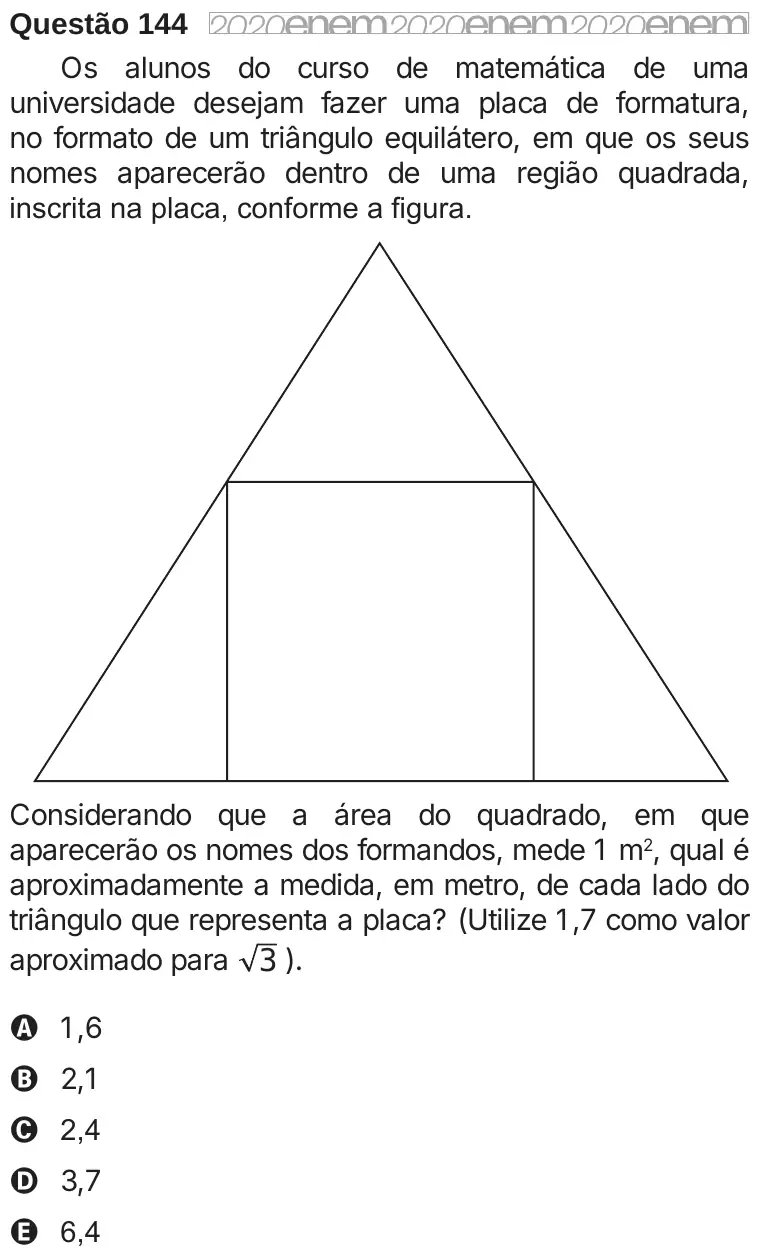 Questão 144 2020enem2020enem2020enem
Os alunos do curso de matemática de uma
universidade desejam fazer uma placa de formatura,
no formato de um triângulo equilátero, em que os seus
nomes aparecerão dentro de uma região quadrada,
inscrita na placa, conforme a figura.
Considerando que a área do quadrado, em que
aparecerão os nomes dos formandos, mede 1 m², qual é
aproximadamente a medida, em metro, de cada lado do
triângulo que representa a placa? (Utilize 1,7 como valor
aproximado para √3 ).
A 1,6
B 2,1
C 2,4
D 3,7
E 6,4